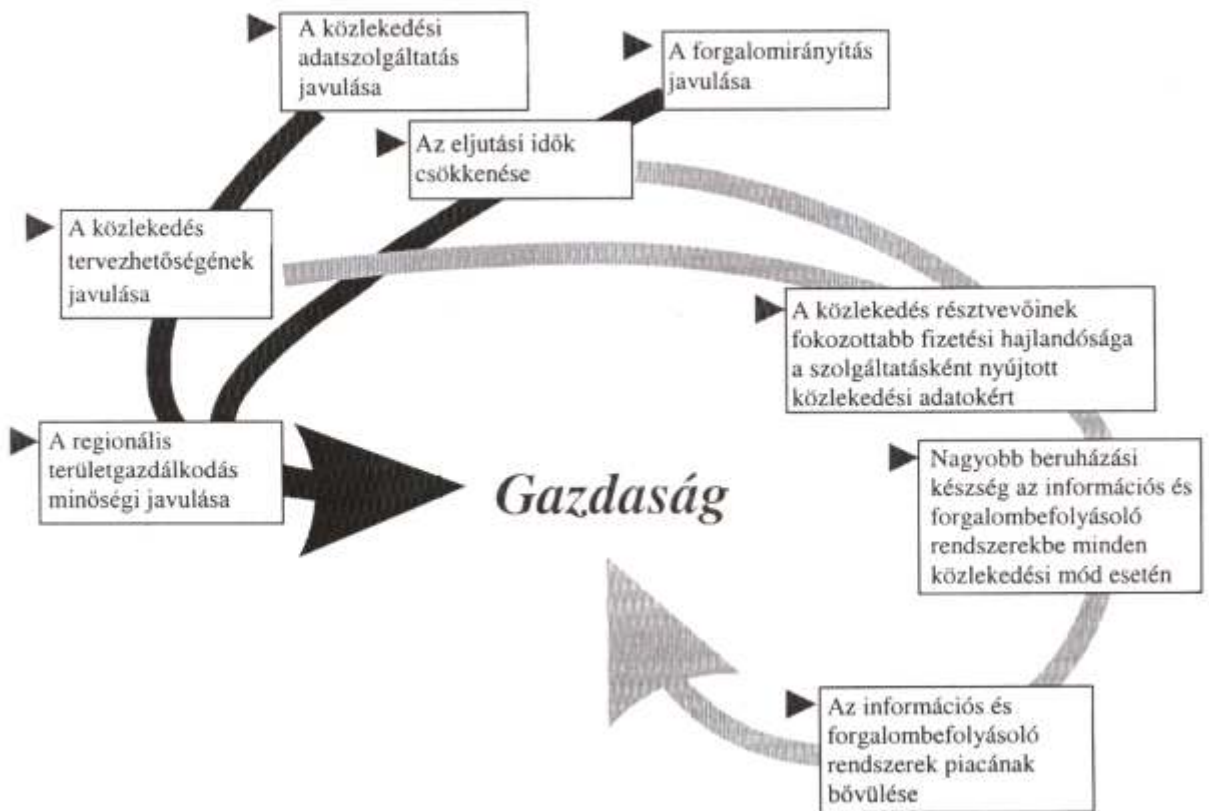 A közlekedési
adatszolgáltatás
javulása
A forgalomirányítás
javulása
Az eljutási idők
csökkenése
A közlekedés
tervezhetőségének
javulása
A közlekedés résztvevőinek
fokozottabb fizetési hajlandósága
a szolgáltatásként nyújtott
közlekedési adatokért
A regionális
területgazdálkodás
minőségi javulása
Gazdaság
Nagyobb beruházási
készség az információs és
forgalombefolyásoló
rendszerekbe minden
közlekedési mód esetén
Az információs és
forgalombefolyásoló
rendszerek piacának
bővülése